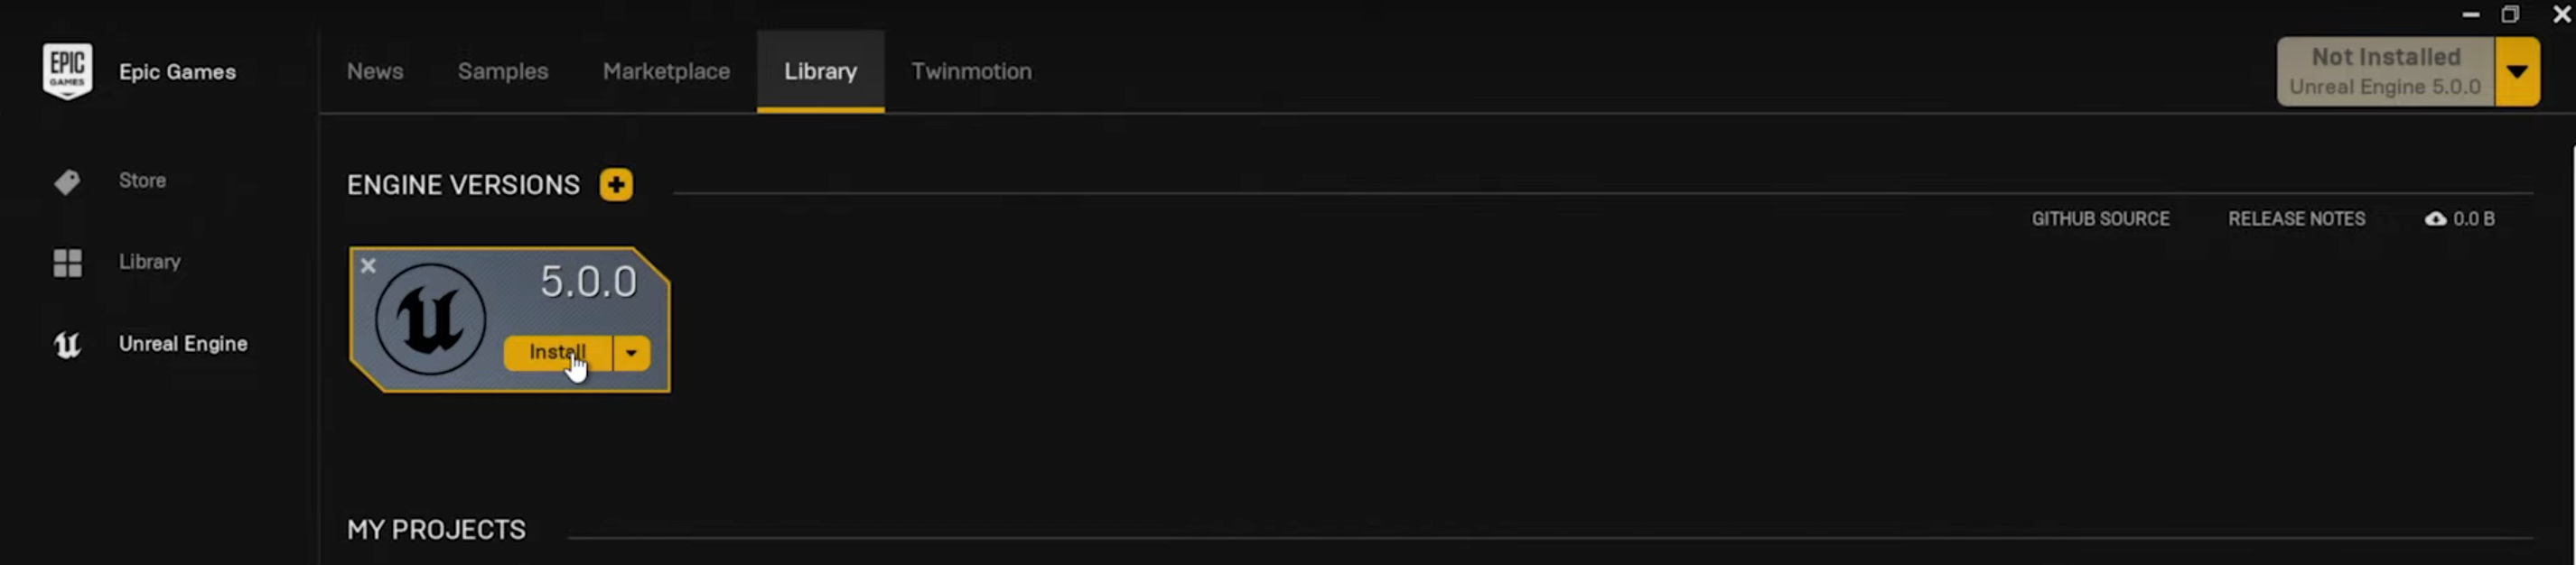 EPIC GAMES
Epic Games
News
Samples
Marketplace
Library
Twinmotion
Not Installed
Unreal Engine 5.0.0
Store
Library
Unreal Engine
ENGINE VERSIONS
GITHUB SOURCE
RELEASE NOTES
0.0 B
5.0.0
Install
MY PROJECTS